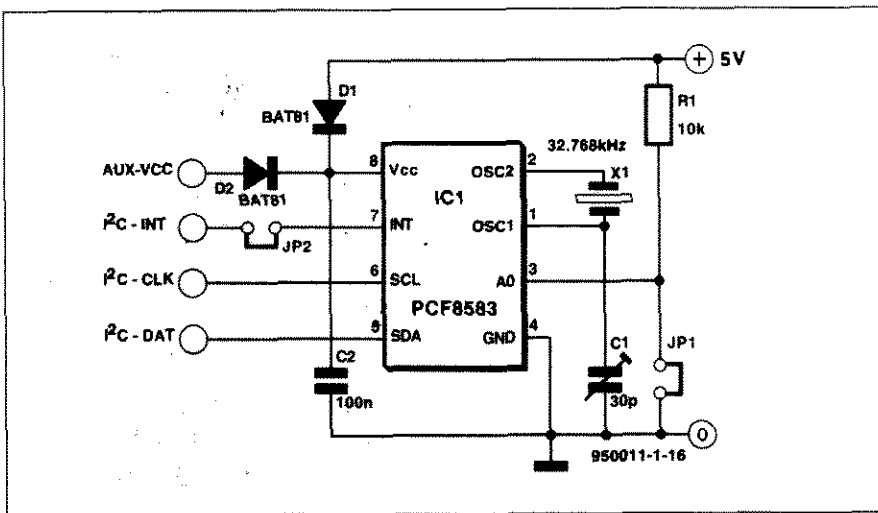 5V
D1
BAT81
R1
10k
32.768kHz
AUX-VCC
D2
BAT81
8
Vcc
OSC2
2
X1
IC1
I²C - INT
JP2
7
INT
OSC1
1
I²C - CLK
6
SCL
A0
3
PCF8583
I²C - DAT
5
SDA
GND
4
C1
JP1
C2
100n
30p
0
950011-1-16